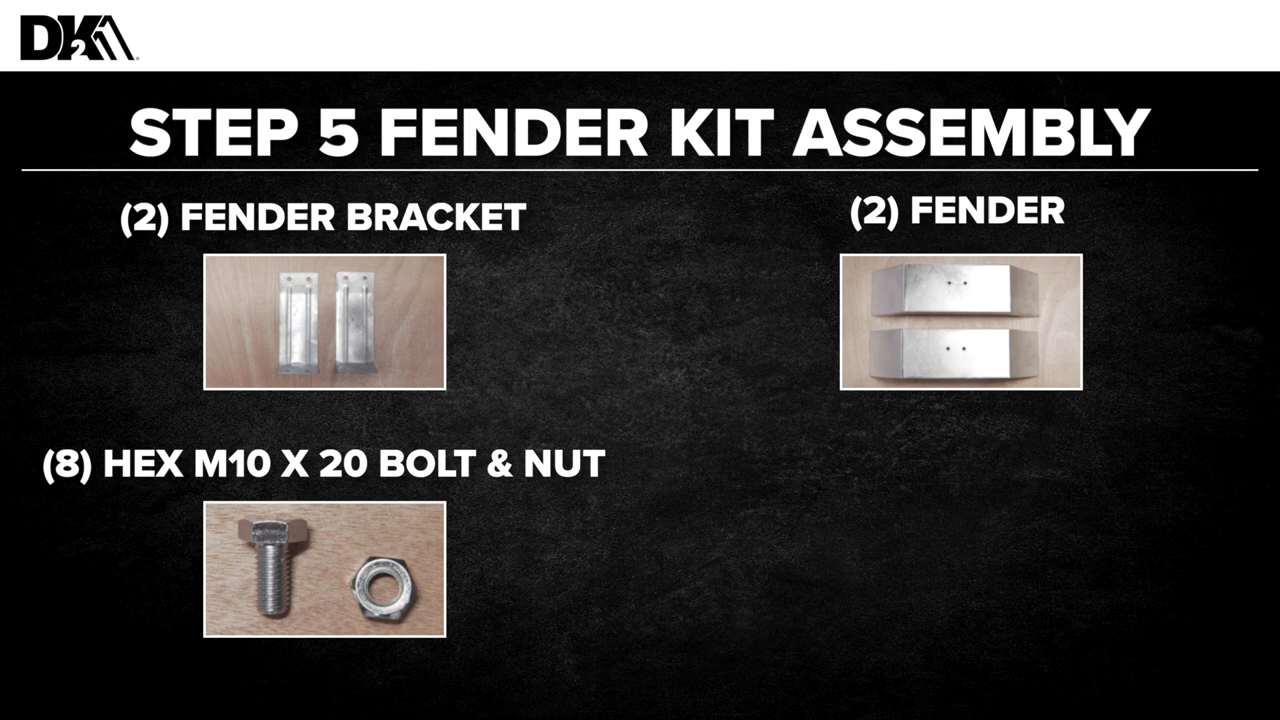 DK2
STEP 5 FENDER KIT ASSEMBLY
(2) FENDER BRACKET
(2) FENDER
(8) HEX M10 X 20 BOLT & NUT